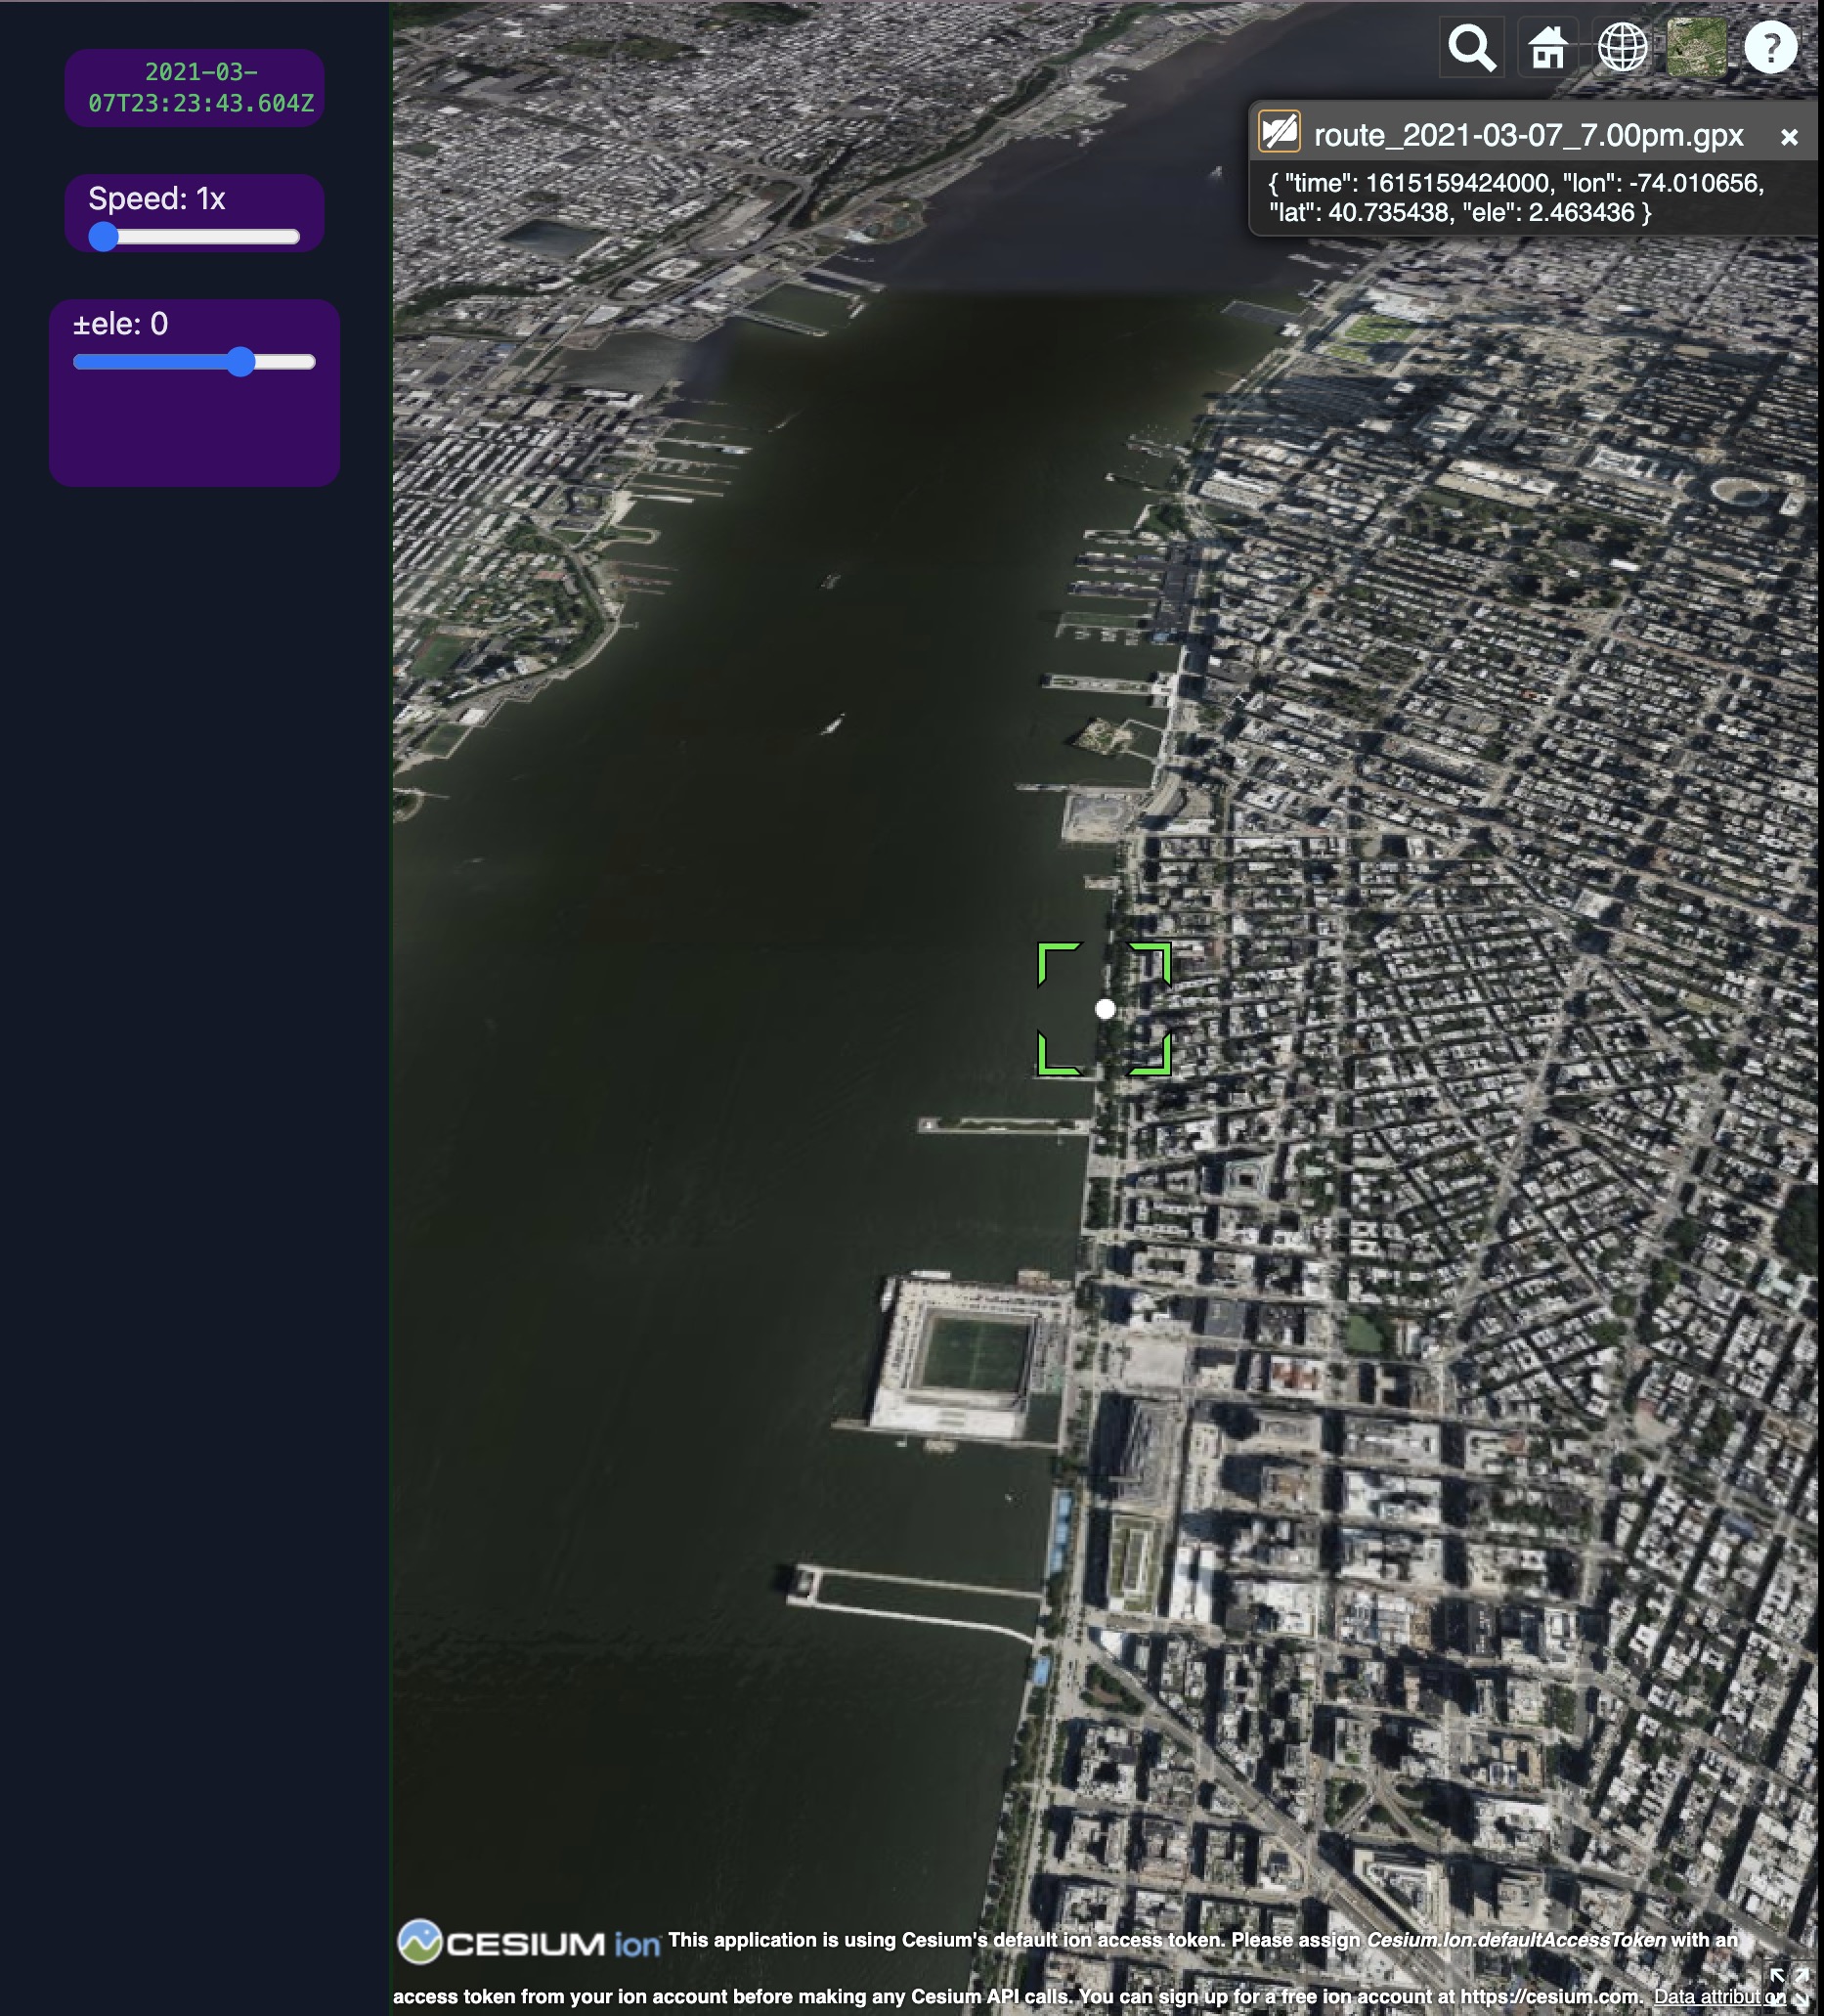 2021-03-
07T23:23:43.604Z
Speed: 1x
±ele: 0
?
route_2021-03-07_7.00pm.gpx ×
{ "time": 1615159424000, "lon": -74.010656,
"lat": 40.735438, "ele": 2.463436 }
CESIUM ion This application is using Cesium's default ion access token. Please assign Cesium.Ion.defaultAccessToken with an
access token from your ion account before making any Cesium API calls. You can sign up for a free ion account at https://cesium.com. Data attribution